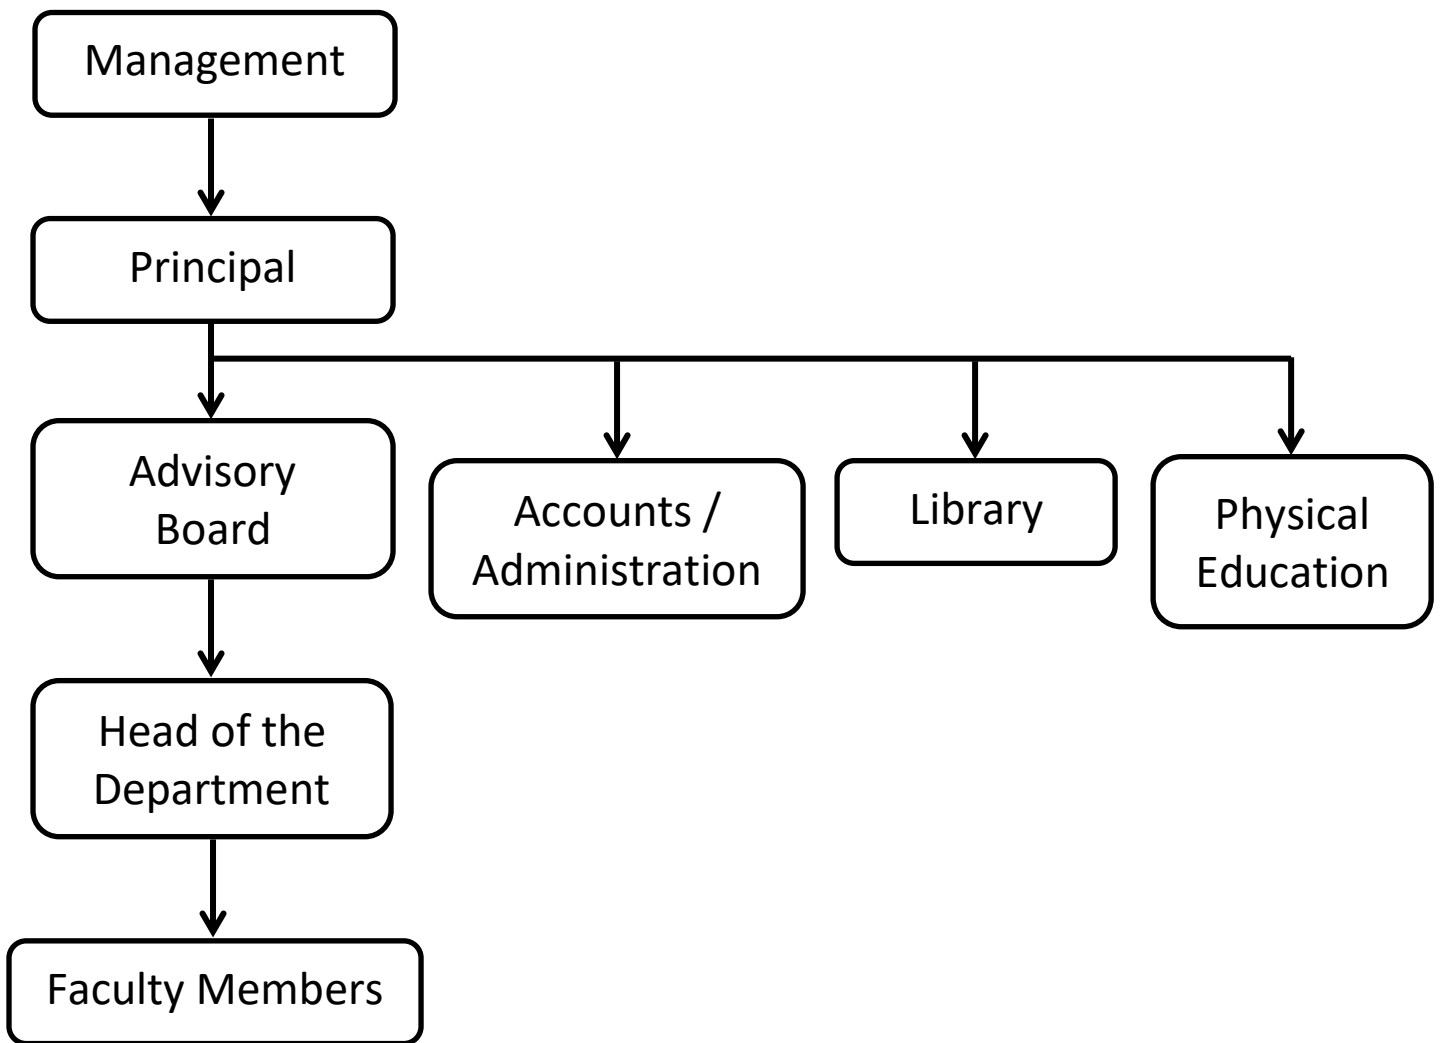 Management
Principal
Advisory
Board
Accounts /
Administration
Library
Physical
Education
Head of the
Department
Faculty Members